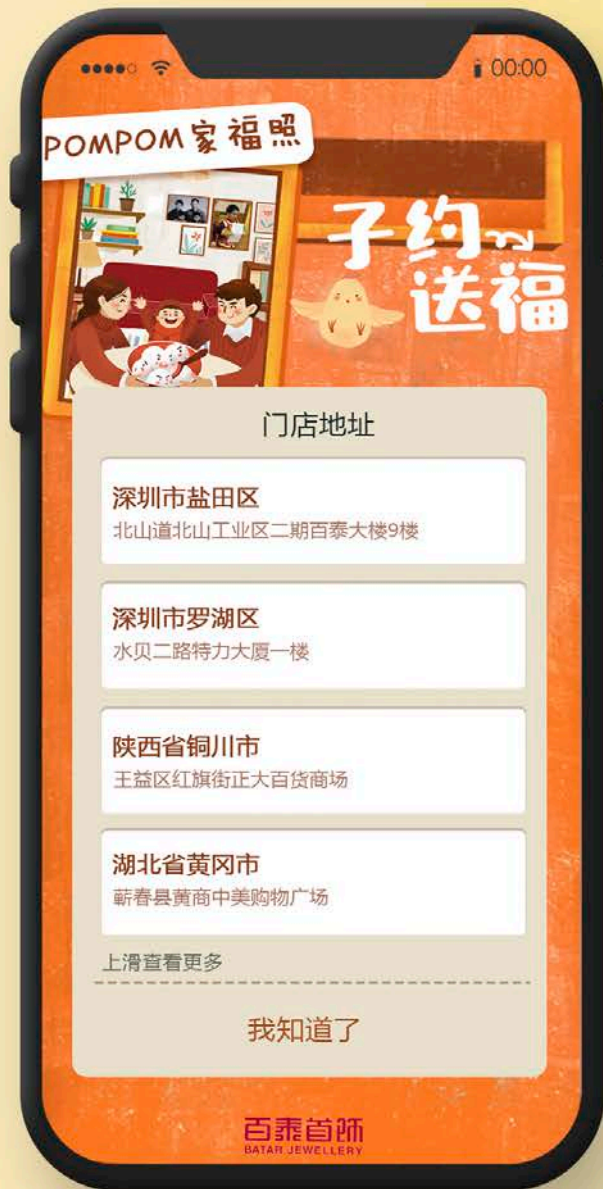 00:00
POMPOM家福照
子约
送福
门店地址
深圳市盐田区
北山道北山工业区二期百泰大楼9楼
深圳市罗湖区
水贝二路特力大厦一楼
陕西省铜川市
王益区红旗街正大百货商场
湖北省黄冈市
蕲春县黄商中美购物广场
上滑查看更多
我知道了
百泰首饰
BATAR JEWELLERY